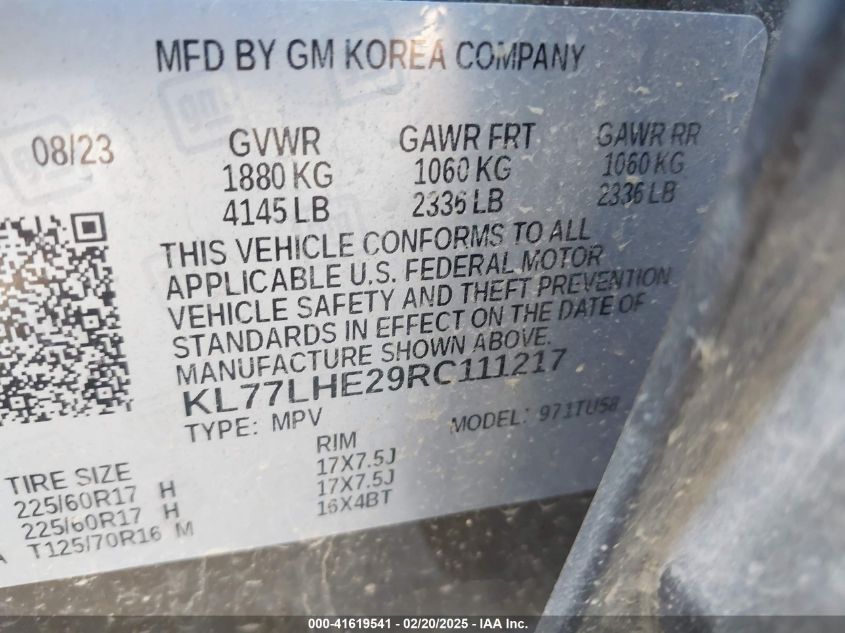 MFD BY GM KOREA COMPANY
08/23 GVWR GAWR FRT GAWR RR
1880 KG 1060 KG 1060 KG
4145 LB 2336 LB 2336 LB
THIS VEHICLE CONFORMS TO ALL
APPLICABLE U.S. FEDERAL MOTOR
VEHICLE SAFETY AND THEFT PREVENTION
STANDARDS IN EFFECT ON THE DATE OF
MANUFACTURE SHOWN ABOVE.
KL77LHE29RC111217
TYPE: MPV MODEL: 971TU58
TIRE SIZE RIM
225/60R17 H 17X7.5J
225/60R17 H 17X7.5J
T125/70R16 M 16X4BT
000-41619541 - 02/20/2025 - IAA Inc.